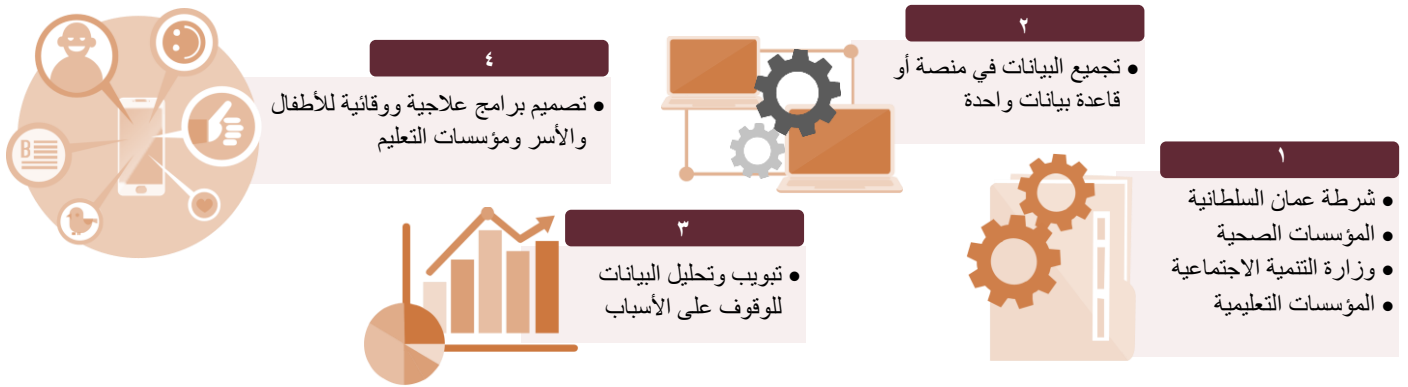 ١
• شرطة عمان السلطانية
• المؤسسات الصحية
• وزارة التنمية الاجتماعية
• المؤسسات التعليمية
٢
• تجميع البيانات في منصة أو
قاعدة بيانات واحدة
٣
• تبويب وتحليل البيانات
للوقوف على الأسباب
٤
• تصميم برامج علاجية ووقائية للأطفال
والأسر ومؤسسات التعليم
B